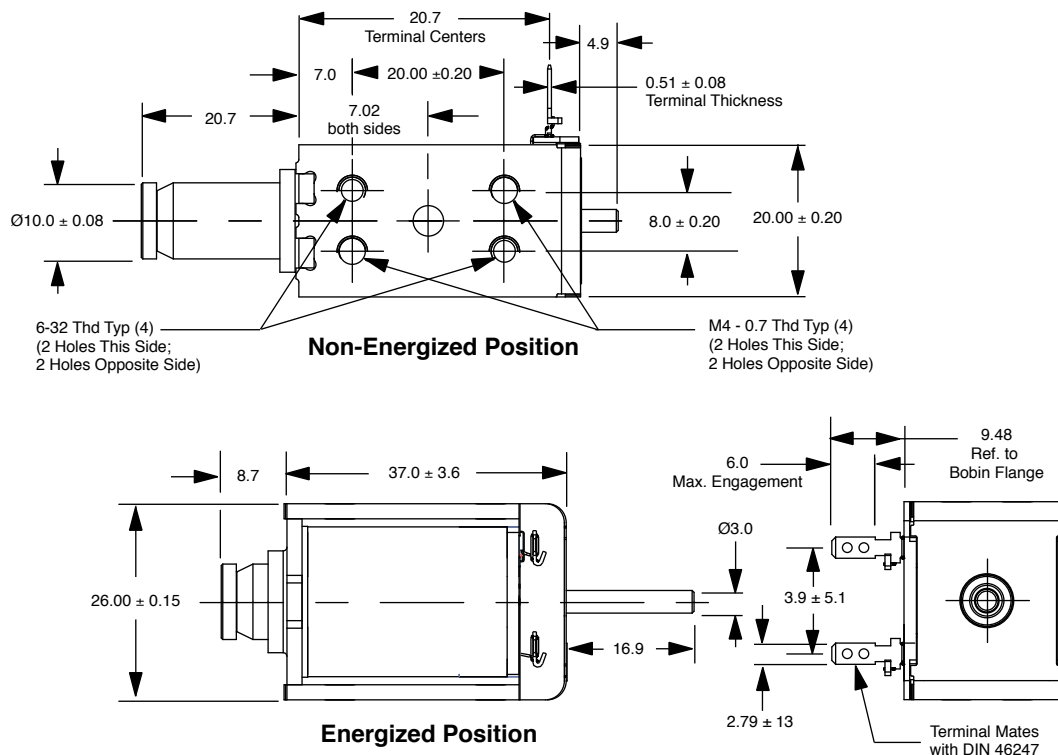 20.7
Terminal Centers
4.9
7.0
20.00 ±0.20
0.51 ± 0.08
Terminal Thickness
20.7
7.02
both sides
Ø10.0 ± 0.08
8.0 ± 0.20
20.00 ± 0.20
6-32 Thd Typ (4)
(2 Holes This Side;
2 Holes Opposite Side)
M4 - 0.7 Thd Typ (4)
(2 Holes This Side;
2 Holes Opposite Side)
Non-Energized Position
8.7
37.0 ± 3.6
6.0
Max. Engagement
9.48
Ref. to
Bobin Flange
Ø3.0
26.00 ± 0.15
3.9 ± 5.1
16.9
2.79 ± 13
Energized Position
Terminal Mates
with DIN 46247